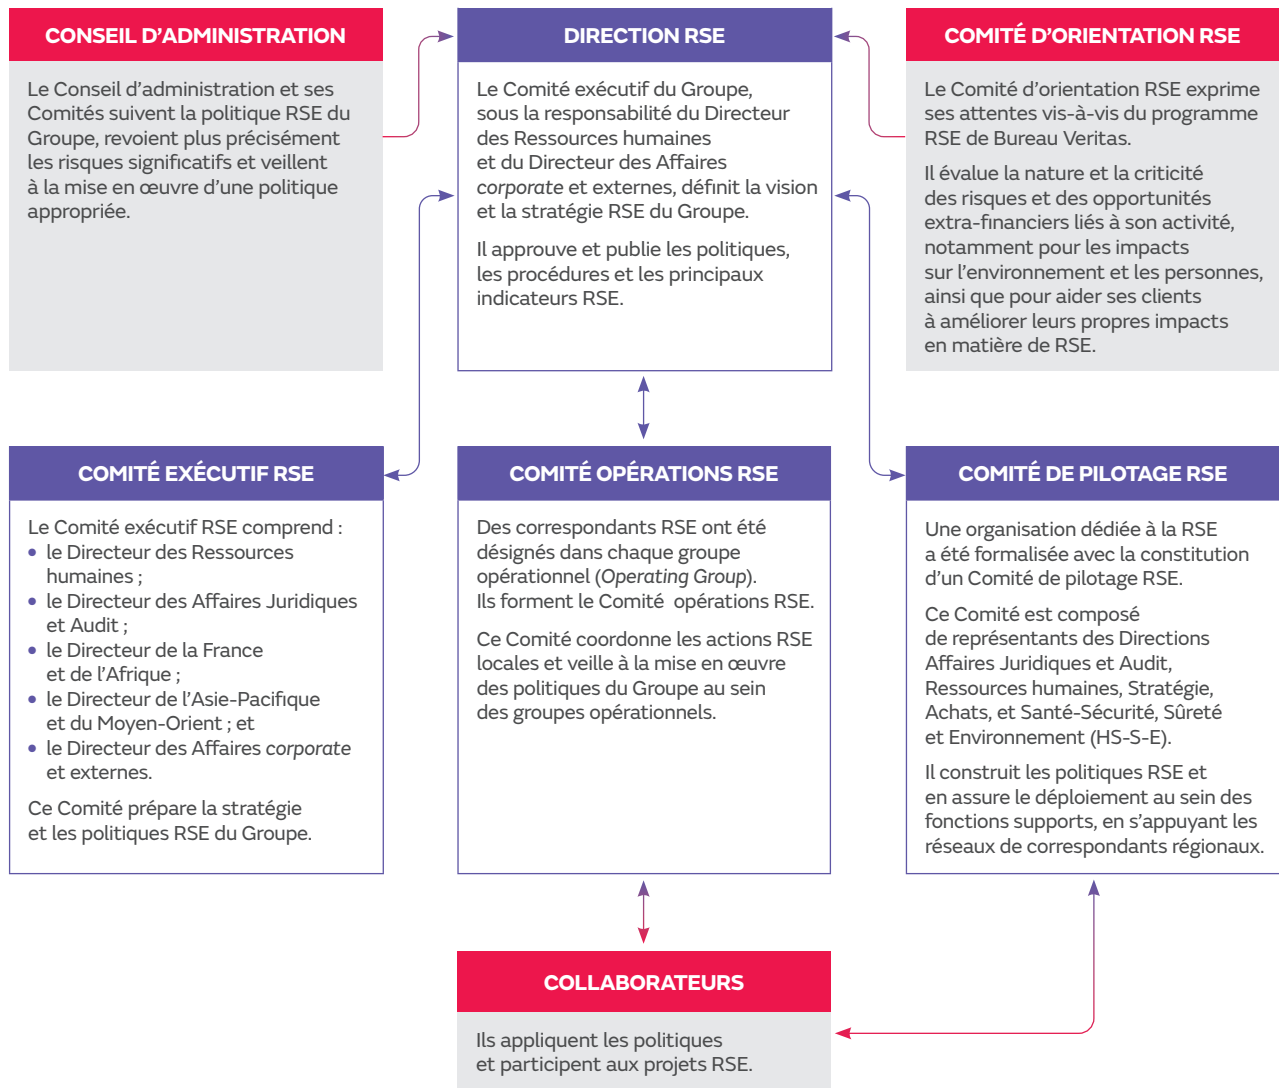 CONSEIL D’ADMINISTRATION
Le Conseil d’administration et ses
Comités suivent la politique RSE du
Groupe, revoient plus précisément
les risques significatifs et veillent
à la mise en œuvre d’une politique
appropriée.
DIRECTION RSE
Le Comité exécutif du Groupe,
sous la responsabilité du Directeur
des Ressources humaines
et du Directeur des Affaires
corporate et externes, définit la vision
et la stratégie RSE du Groupe.
Il approuve et publie les politiques,
les procédures et les principaux
indicateurs RSE.
COMITÉ D’ORIENTATION RSE
Le Comité d’orientation RSE exprime
ses attentes vis-à-vis du programme
RSE de Bureau Veritas.
Il évalue la nature et la criticité
des risques et des opportunités
extra-financiers liés à son activité,
notamment pour les impacts
sur l’environnement et les personnes,
ainsi que pour aider ses clients
à améliorer leurs propres impacts
en matière de RSE.
COMITÉ EXÉCUTIF RSE
Le Comité exécutif RSE comprend :
• le Directeur des Ressources
humaines ;
• le Directeur des Affaires Juridiques
et Audit ;
• le Directeur de la France
et de l’Afrique ;
• le Directeur de l’Asie-Pacifique
et du Moyen-Orient ; et
• le Directeur des Affaires corporate
et externes.
Ce Comité prépare la stratégie
et les politiques RSE du Groupe.
COMITÉ OPÉRATIONS RSE
Des correspondants RSE ont été
désignés dans chaque groupe
opérationnel (Operating Group).
Ils forment le Comité opérations RSE.
Ce Comité coordonne les actions RSE
locales et veille à la mise en œuvre
des politiques du Groupe au sein
des groupes opérationnels.
COMITÉ DE PILOTAGE RSE
Une organisation dédiée à la RSE
a été formalisée avec la constitution
d’un Comité de pilotage RSE.
Ce Comité est composé
de représentants des Directions
Affaires Juridiques et Audit,
Ressources humaines, Stratégie,
Achats, et Santé-Sécurité, Sûreté
et Environnement (HS-S-E).
Il construit les politiques RSE et
en assure le déploiement au sein des
fonctions supports, en s’appuyant les
réseaux de correspondants régionaux.
COLLABORATEURS
Ils appliquent les politiques
et participent aux projets RSE.